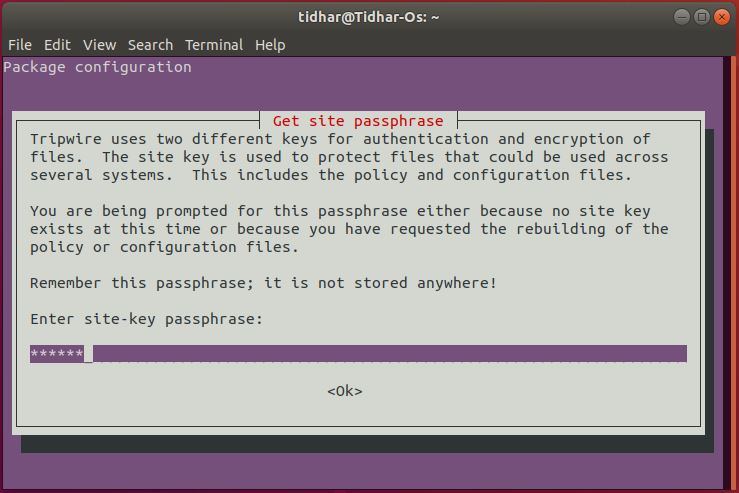 tidhar@Tidhar-Os: ~
File Edit View Search Terminal Help
Package configuration
Get site passphrase
Tripwire uses two different keys for authentication and encryption of
files.  The site key is used to protect files that could be used across
several systems.  This includes the policy and configuration files.
You are being prompted for this passphrase either because no site key
exists at this time or because you have requested the rebuilding of the
policy or configuration files.
Remember this passphrase; it is not stored anywhere!
Enter site-key passphrase:
******
<Ok>